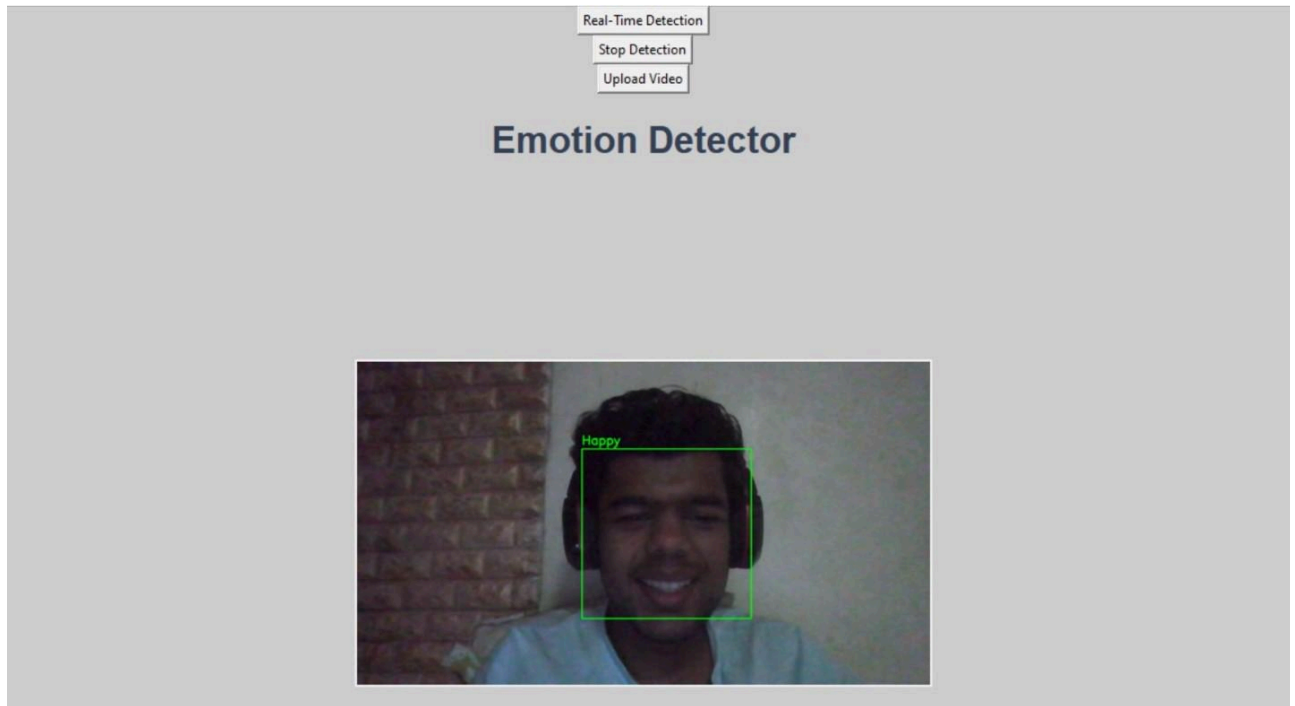 Real-Time Detection
Stop Detection
Upload Video
Emotion Detector
Happy